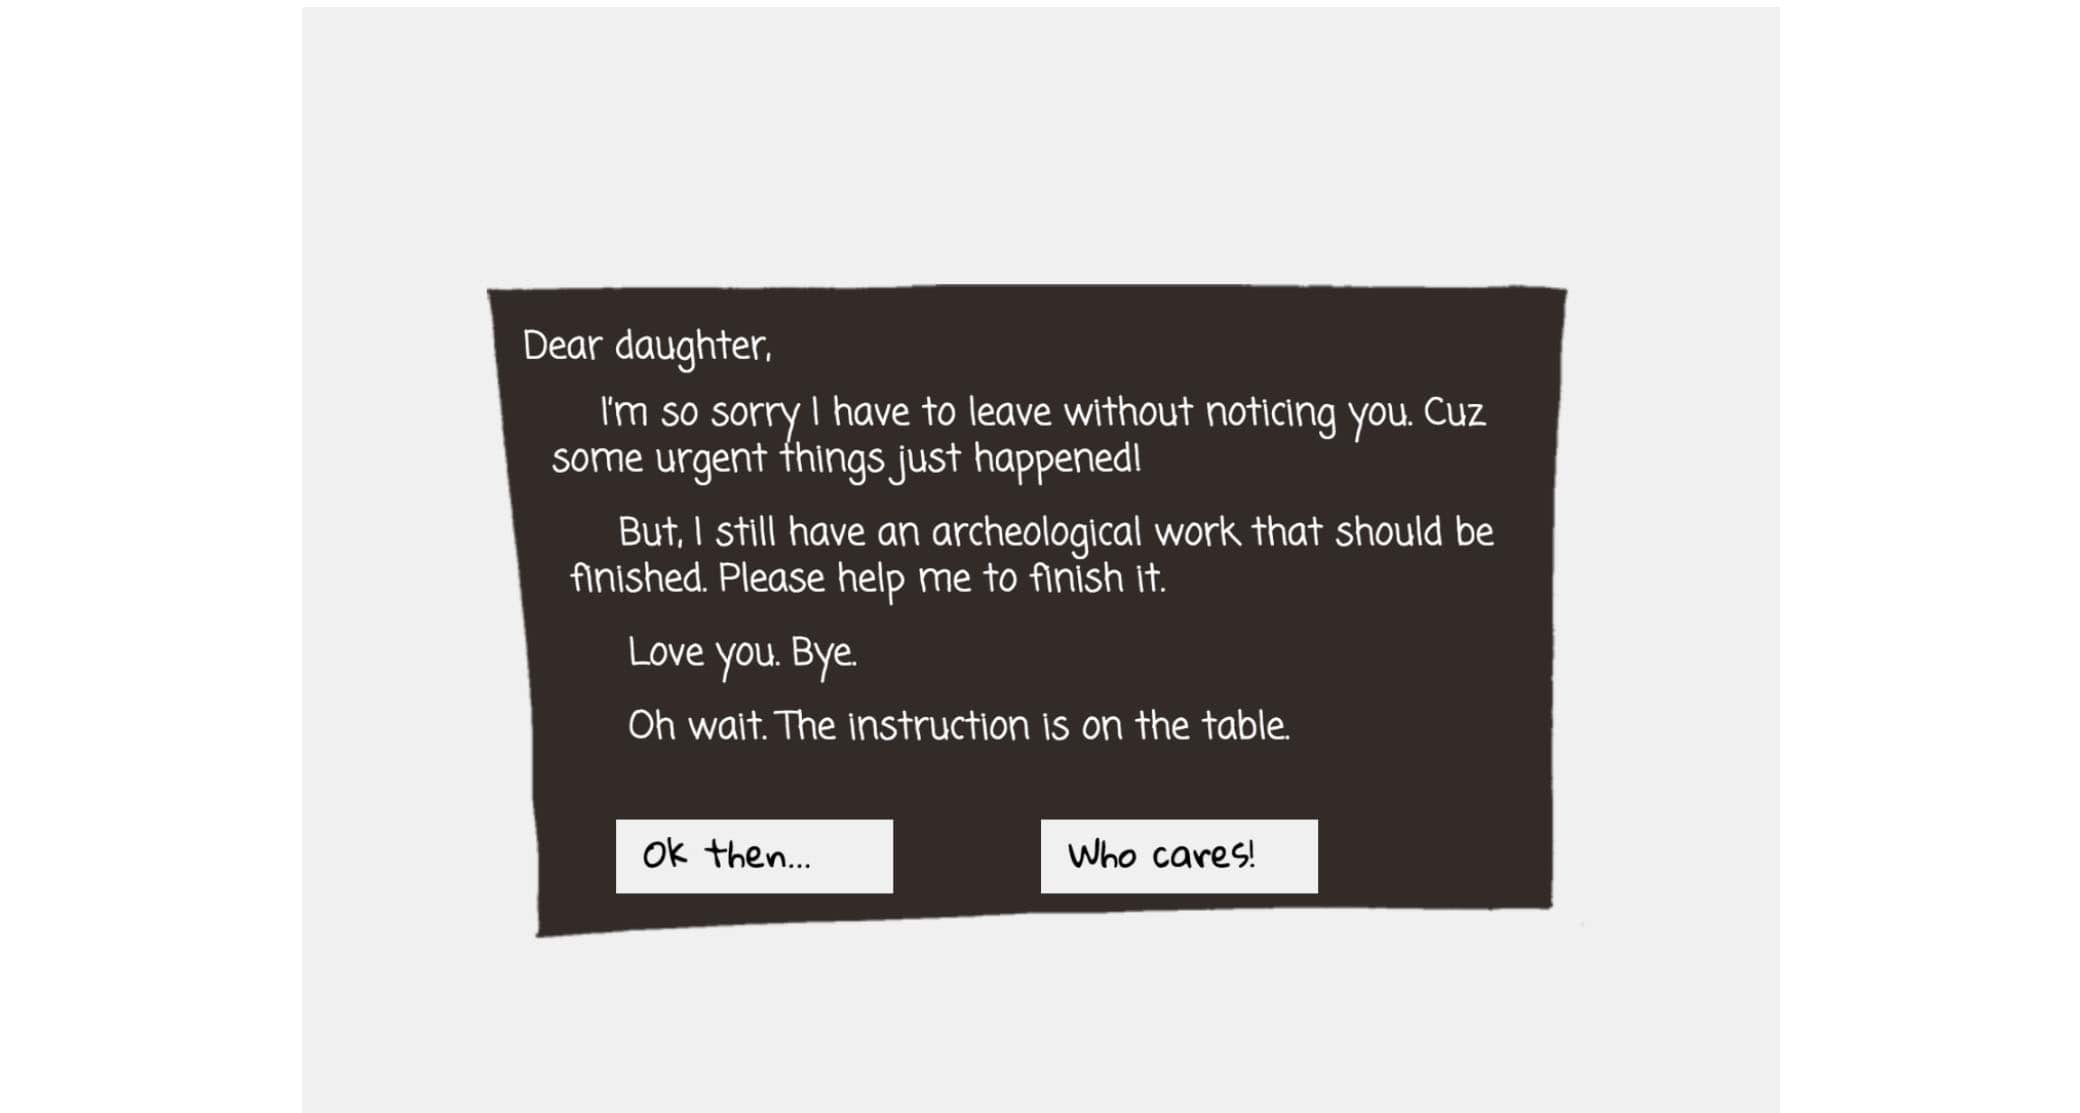 Dear daughter,
I'm so sorry I have to leave without noticing you. Cuz
some urgent things just happened!
But, I still have an archeological work that should be
finished. Please help me to finish it.
Love you. Bye.
Oh wait. The instruction is on the table.
Ok then...
Who cares!